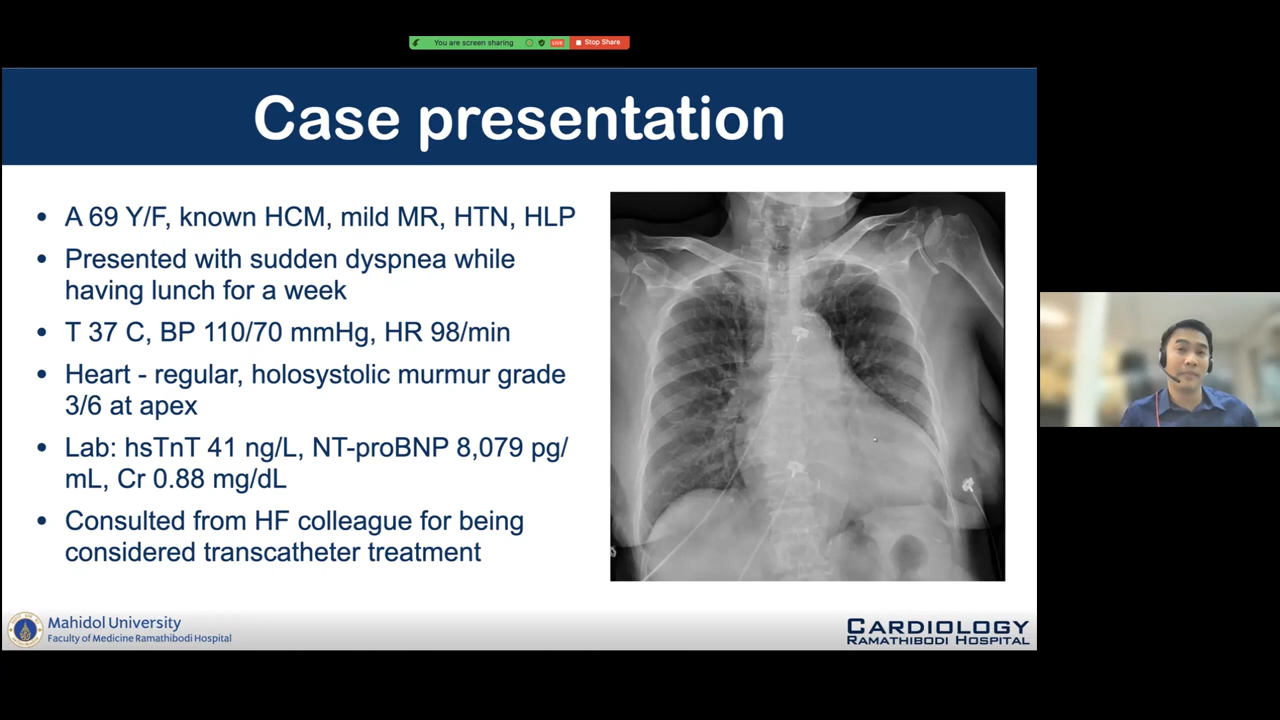 You are screen sharing
LIVE
Stop Share
Case presentation
• A 69 Y/F, known HCM, mild MR, HTN, HLP
• Presented with sudden dyspnea while
having lunch for a week
• T 37 C, BP 110/70 mmHg, HR 98/min
• Heart - regular, holosystolic murmur grade
3/6 at apex
• Lab: hsTnT 41 ng/L, NT-proBNP 8,079 pg/
mL, Cr 0.88 mg/dL
• Consulted from HF colleague for being
considered transcatheter treatment
Mahidol University
Faculty of Medicine Ramathibodi Hospital
CARDIOLOGY
RAMATHIBODI HOSPITAL